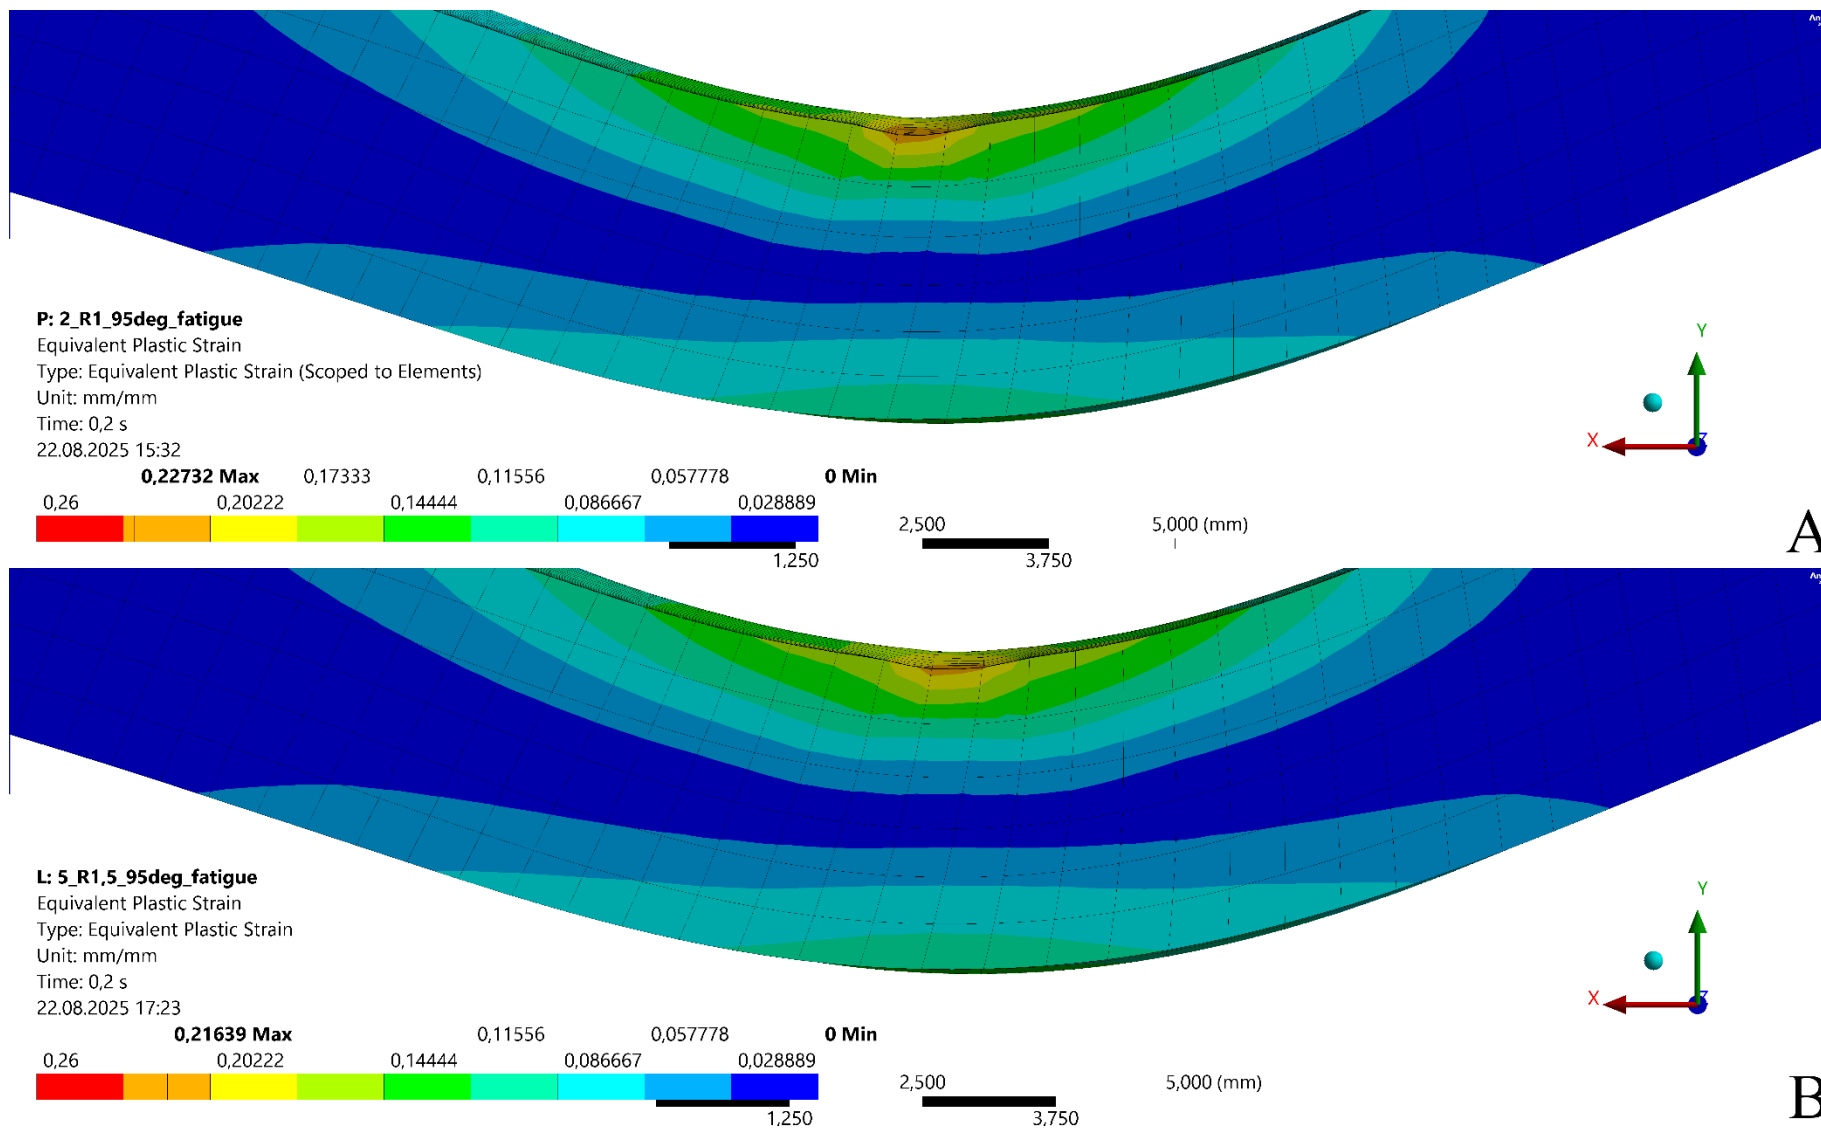 An
P: 2_R1_95deg_fatigue
Equivalent Plastic Strain
Type: Equivalent Plastic Strain (Scoped to Elements)
Unit: mm/mm
Time: 0,2 s
22.08.2025 15:32
0,22732 Max 0,17333 0,11556 0,057778 0 Min
0,26 0,20222 0,14444 0,086667 0,028889
2,500 5,000 (mm)
1,250 3,750
Y
X
Z
A
An
L: 5_R1,5_95deg_fatigue
Equivalent Plastic Strain
Type: Equivalent Plastic Strain
Unit: mm/mm
Time: 0,2 s
22.08.2025 17:23
0,21639 Max 0,11556 0,057778 0 Min
0,26 0,20222 0,14444 0,086667 0,028889
2,500 5,000 (mm)
1,250 3,750
Y
X
Z
B